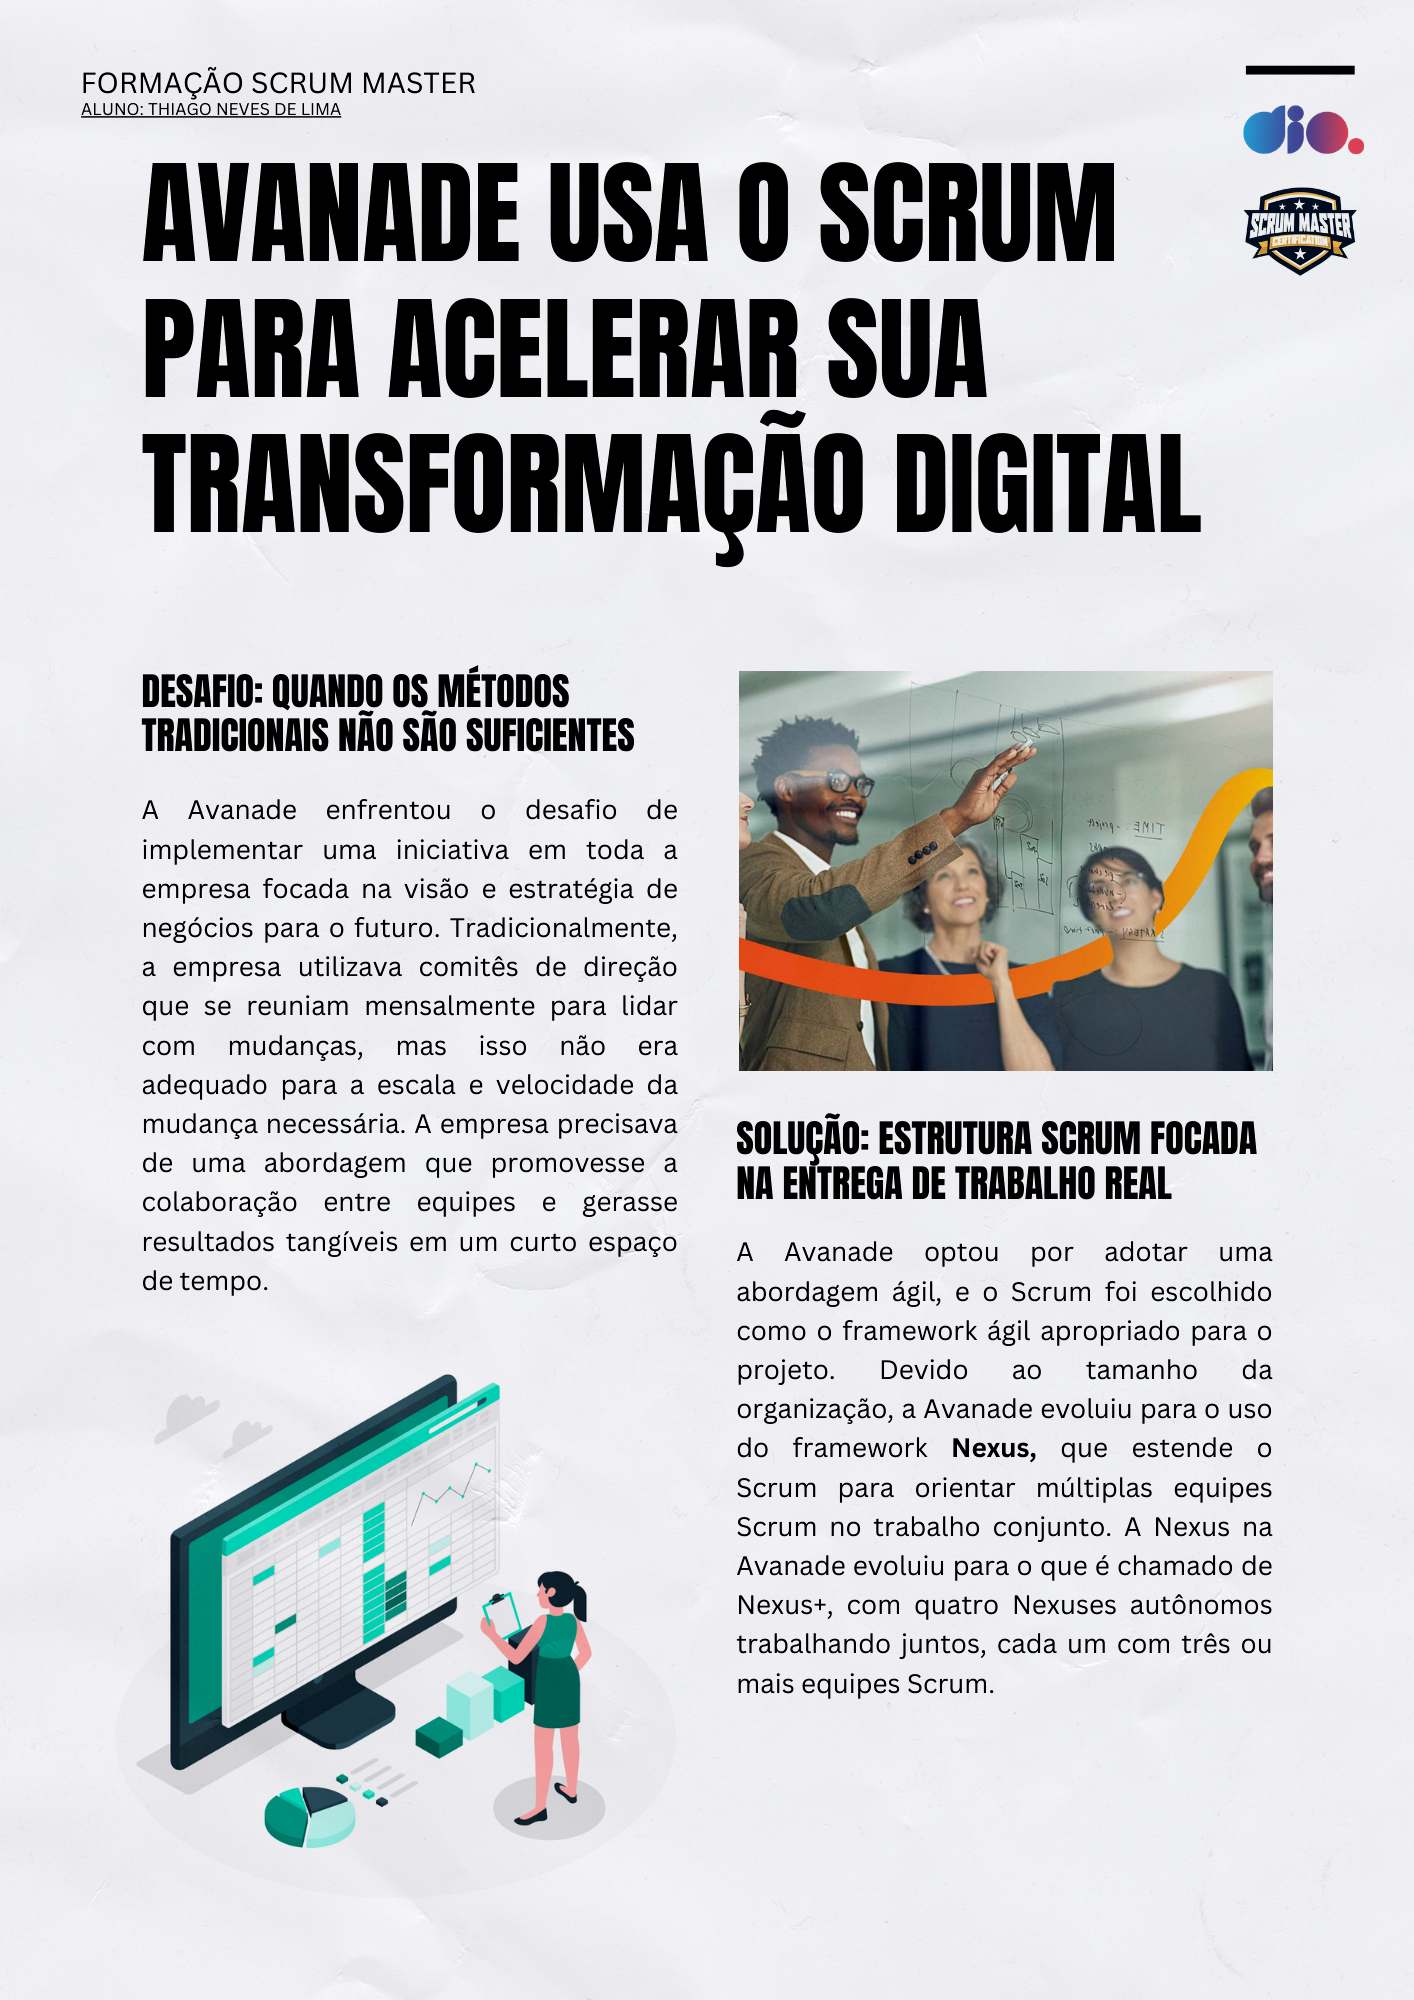 FORMAÇÃO SCRUM MASTER
ALUNO: THIAGO NEVES DE LIMA
dio.
SCRUM MASTER
CERTIFICATION
AVANADE USA O SCRUM
PARA ACELERAR SUA
TRANSFORMAÇÃO DIGITAL
DESAFIO: QUANDO OS MÉTODOS
TRADICIONAIS NÃO SÃO SUFICIENTES
A Avanade enfrentou o desafio de
implementar uma iniciativa em toda a
empresa focada na visão e estratégia de
negócios para o futuro. Tradicionalmente,
a empresa utilizava comitês de direção
que se reuniam mensalmente para lidar
com mudanças, mas isso não era
adequado para a escala e velocidade da
mudança necessária. A empresa precisava
de uma abordagem que promovesse a
colaboração entre equipes e gerasse
resultados tangíveis em um curto espaço
de tempo.
TIME
SOLUÇÃO: ESTRUTURA SCRUM FOCADA
NA ENTREGA DE TRABALHO REAL
A Avanade optou por adotar uma
abordagem ágil, e o Scrum foi escolhido
como o framework ágil apropriado para o
projeto. Devido ao tamanho da
organização, a Avanade evoluiu para o uso
do framework Nexus, que estende o
Scrum para orientar múltiplas equipes
Scrum no trabalho conjunto. A Nexus na
Avanade evoluiu para o que é chamado de
Nexus+, com quatro Nexuses autônomos
trabalhando juntos, cada um com três ou
mais equipes Scrum.